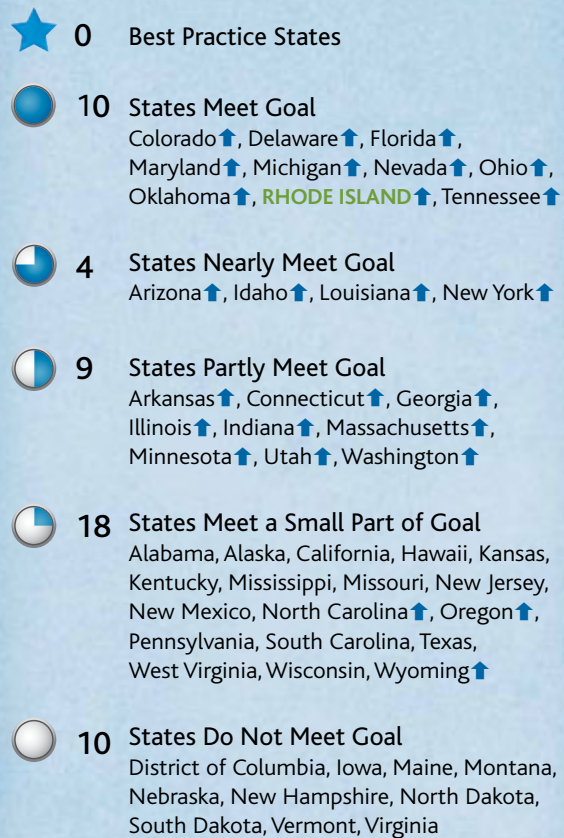 0 Best Practice States
10 States Meet Goal
Colorado⬆, Delaware⬆, Florida⬆,
Maryland⬆, Michigan⬆, Nevada⬆, Ohio⬆,
Oklahoma⬆, RHODE ISLAND⬆, Tennessee⬆
4 States Nearly Meet Goal
Arizona⬆, Idaho⬆, Louisiana⬆, New York⬆
9 States Partly Meet Goal
Arkansas⬆, Connecticut⬆, Georgia⬆,
Illinois⬆, Indiana⬆, Massachusetts⬆,
Minnesota⬆, Utah⬆, Washington⬆
18 States Meet a Small Part of Goal
Alabama, Alaska, California, Hawaii, Kansas,
Kentucky, Mississippi, Missouri, New Jersey,
New Mexico, North Carolina⬆, Oregon⬆,
Pennsylvania, South Carolina, Texas,
West Virginia, Wisconsin, Wyoming⬆
10 States Do Not Meet Goal
District of Columbia, Iowa, Maine, Montana,
Nebraska, New Hampshire, North Dakota,
South Dakota, Vermont, Virginia